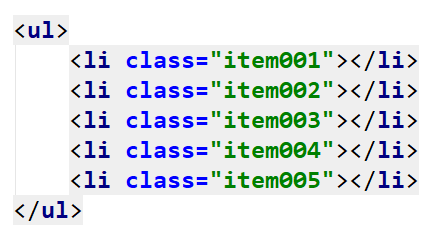 <ul>
    <li class="item001"></li>
    <li class="item002"></li>
    <li class="item003"></li>
    <li class="item004"></li>
    <li class="item005"></li>
</ul>